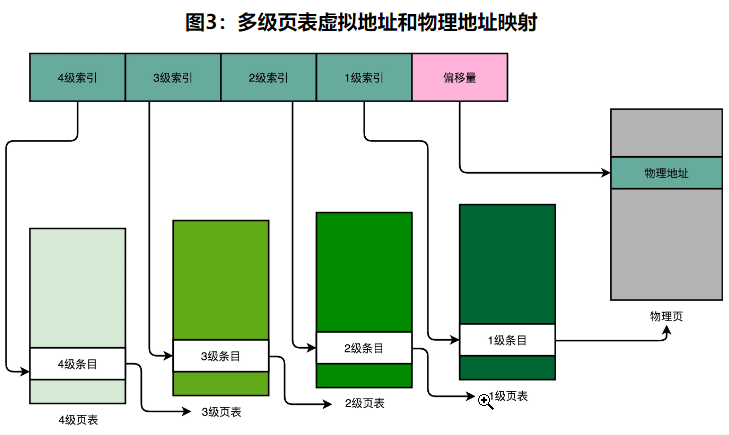 图3：多级页表虚拟地址和物理地址映射
4级索引
3级索引
2级索引
1级索引
偏移量
物理地址
物理页
4级条目
3级条目
2级条目
1级条目
4级页表
3级页表
2级页表
1级页表